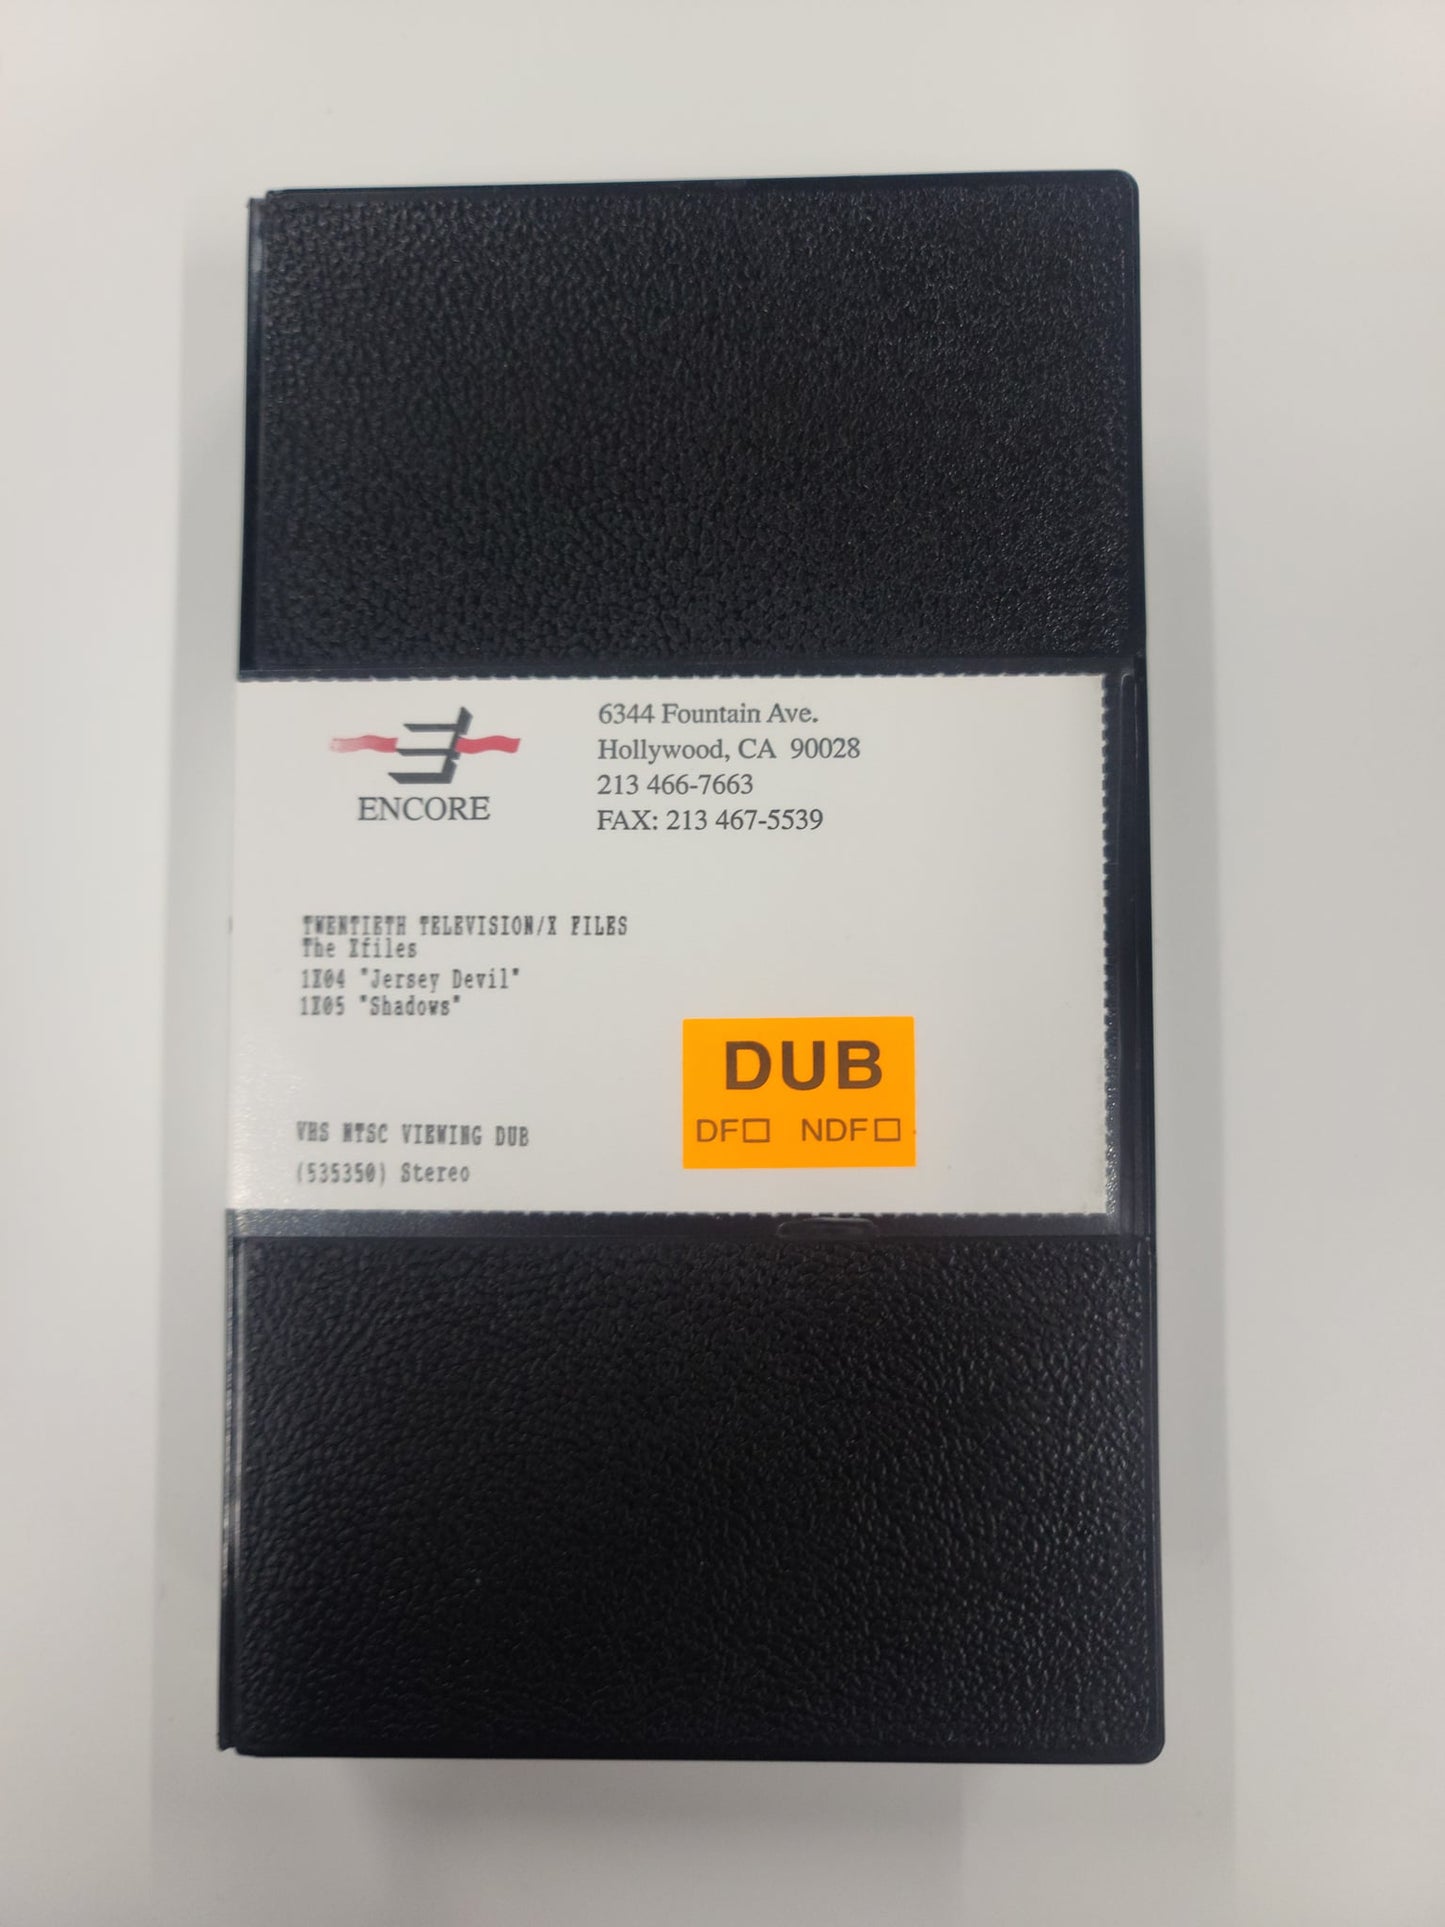 ENCORE
6344 Fountain Ave.
Hollywood, CA 90028
213 466-7663
FAX: 213 467-5539
TWENTIETH TELEVISION/X FILES
The Xfiles
1X04 "Jersey Devil"
1X05 "Shadows"
DUB
DF☐ NDF☐
VHS NTSC VIEWING DUB
(535350) Stereo